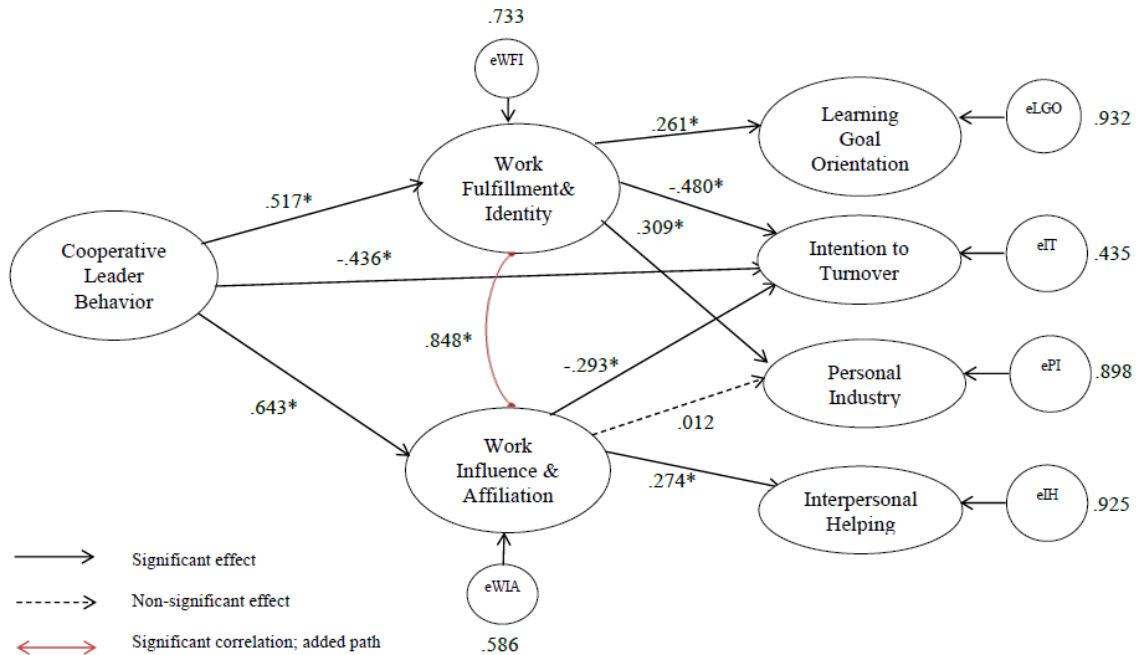 .733
eWFI
Work
Fulfillment&
Identity
.261*
Learning
Goal
Orientation
eLGO
.932
.517*
-.480*
.309*
Cooperative
Leader
Behavior
-.436*
Intention to
Turnover
eIT
.435
.848*
-.293*
.643*
Personal
Industry
ePI
.898
.012
Work
Influence &
Affiliation
.274*
Interpersonal
Helping
eIH
.925
eWIA
.586
Significant effect
Non-significant effect
Significant correlation; added path